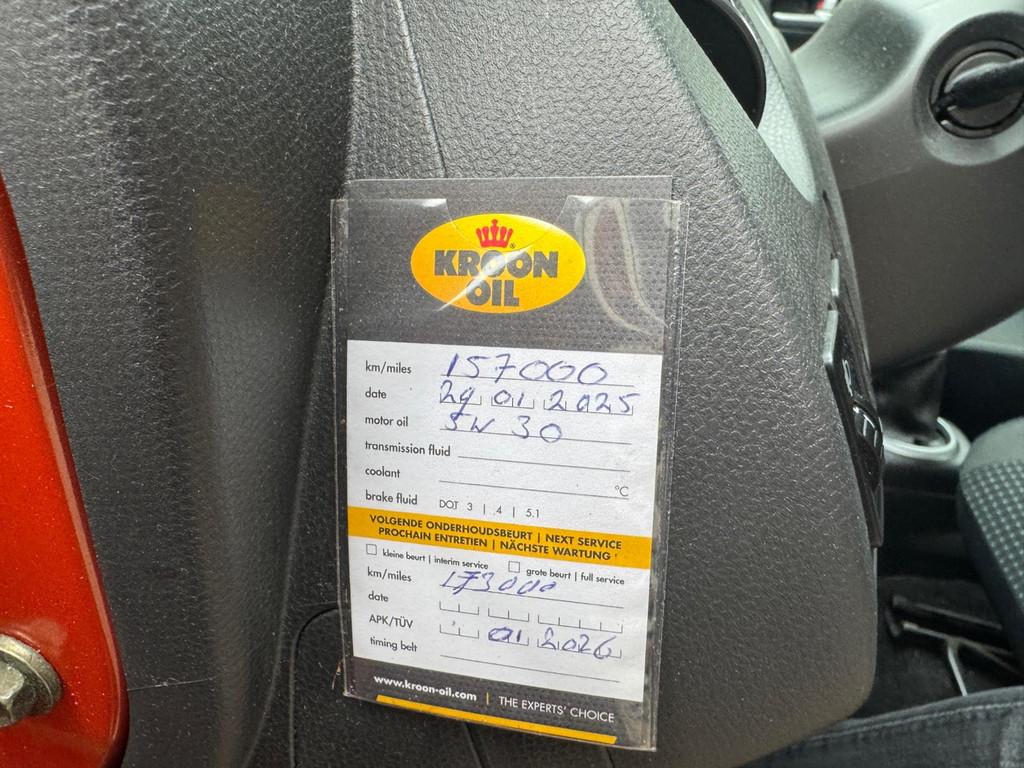 KROON
OIL
km/miles 157000
date 29 01 2025
motor oil 5W 30
transmission fluid
coolant °C
brake fluid DOT 3 | 4 | 5.1
VOLGENDE ONDERHOUDSBEURT | NEXT SERVICE
PROCHAIN ENTRETIEN | NÄCHSTE WARTUNG
kleine beurt | interim service grote beurt | full service
km/miles 173000
date
APK/TÜV 01 2026
timing belt
www.kroon-oil.com | THE EXPERTS' CHOICE